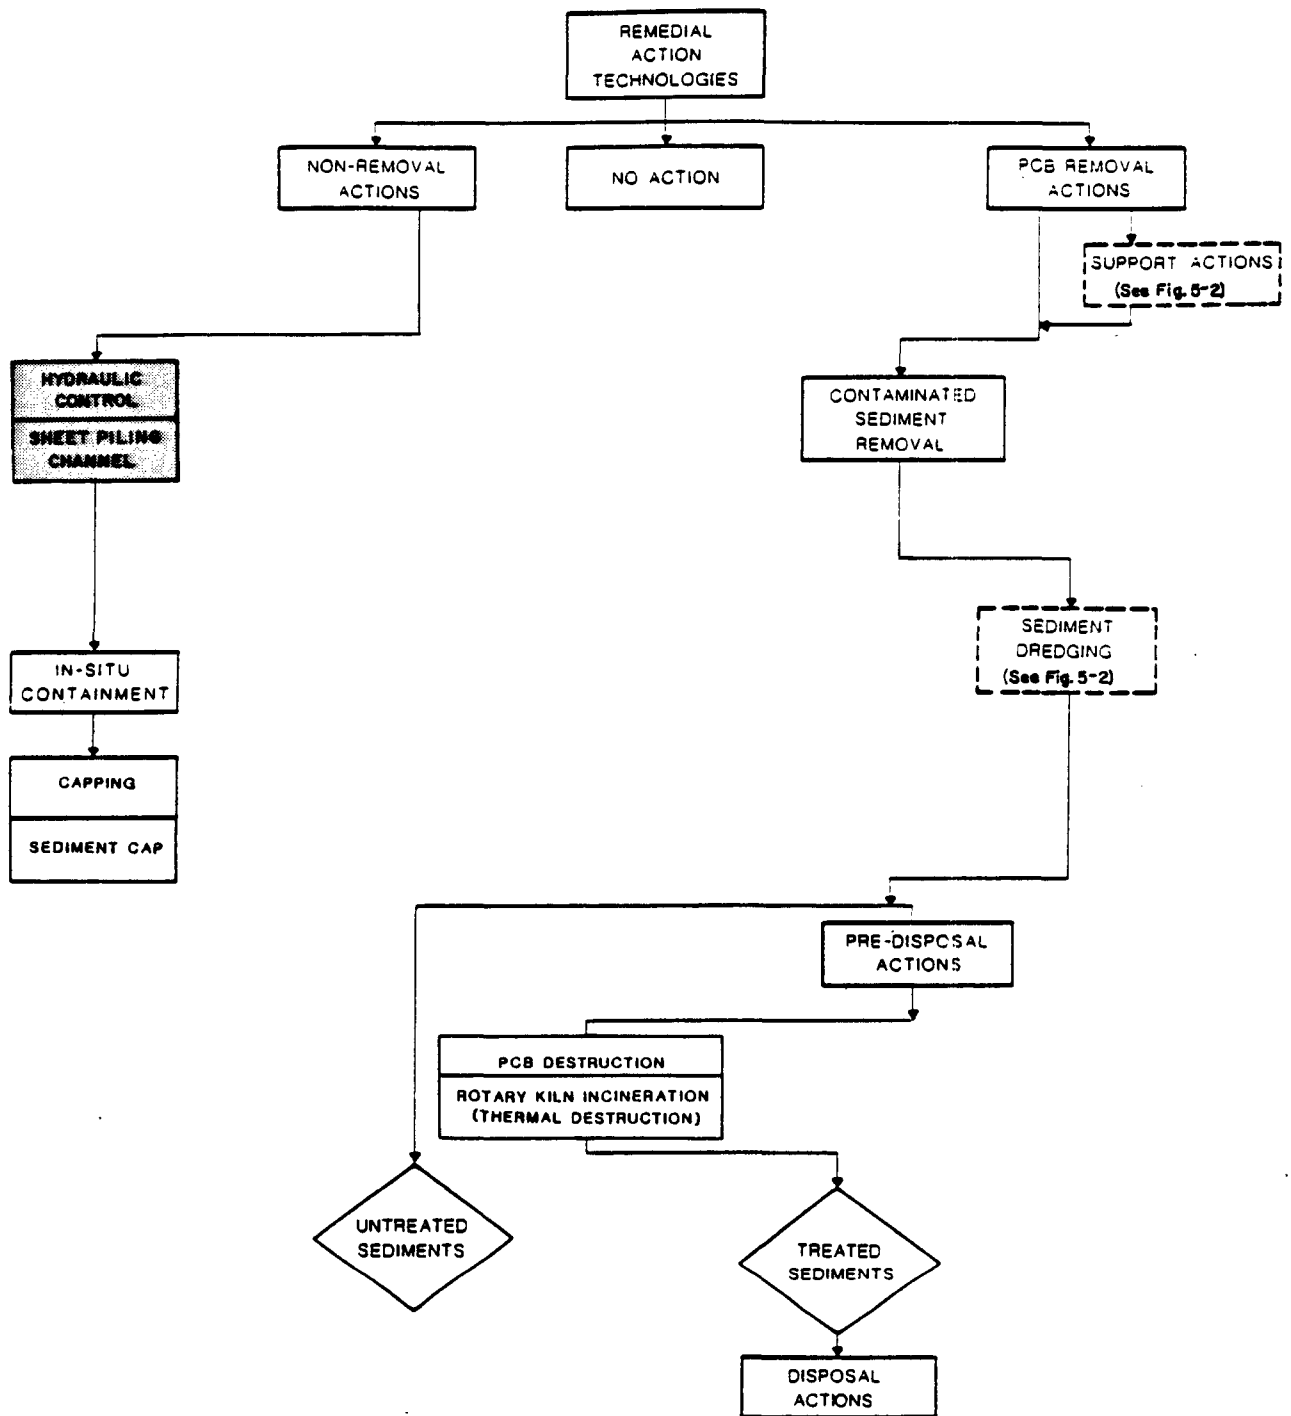 REMEDIAL
ACTION
TECHNOLOGIES
NON-REMOVAL
ACTIONS
NO ACTION
PCB REMOVAL
ACTIONS
SUPPORT ACTIONS
(See Fig. 5-2)
HYDRAULIC
CONTROL
SHEET PILING
CHANNEL
CONTAMINATED
SEDIMENT
REMOVAL
SEDIMENT
DREDGING
(See Fig. 5-2)
IN-SITU
CONTAINMENT
CAPPING
SEDIMENT CAP
PRE-DISPOSAL
ACTIONS
PCB DESTRUCTION
ROTARY KILN INCINERATION
(THERMAL DESTRUCTION)
UNTREATED
SEDIMENTS
TREATED
SEDIMENTS
DISPOSAL
ACTIONS